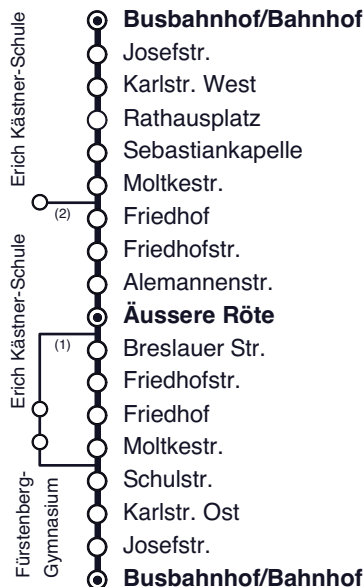 Busbahnhof/Bahnhof
Josefstr.
Karlstr. West
Rathausplatz
Sebastiankapelle
Moltkestr.
Friedhof
Friedhofstr.
Alemannenstr.
Äussere Röte
Breslauer Str.
Friedhofstr.
Friedhof
Moltkestr.
Schulstr.
Karlstr. Ost
Josefstr.
Busbahnhof/Bahnhof
Erich Kästner-Schule
(2)
Erich Kästner-Schule
(1)
Fürstenberg-
Gymnasium